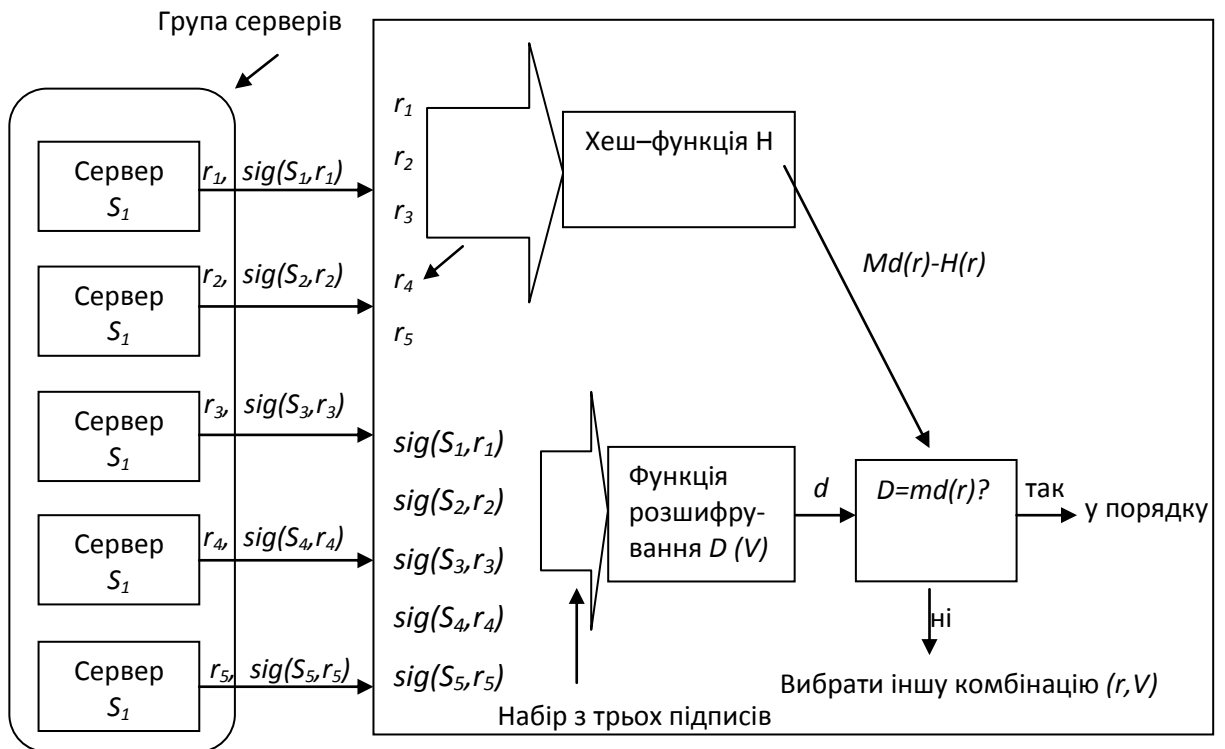 Група серверів
Сервер
S1
r1, sig(S1,r1)
Сервер
S1
r2, sig(S2,r2)
Сервер
S1
r3, sig(S3,r3)
Сервер
S1
r4, sig(S4,r4)
Сервер
S1
r5, sig(S5,r5)
r1
r2
r3
r4
r5
Хеш–функція H
Md(r)-H(r)
sig(S1,r1)
sig(S2,r2)
sig(S3,r3)
sig(S4,r4)
sig(S5,r5)
Набір з трьох підписів
Функція
розшифру-
вання D (V)
d
D=md(r)?
так
у порядку
ні
Вибрати іншу комбінацію (r,V)